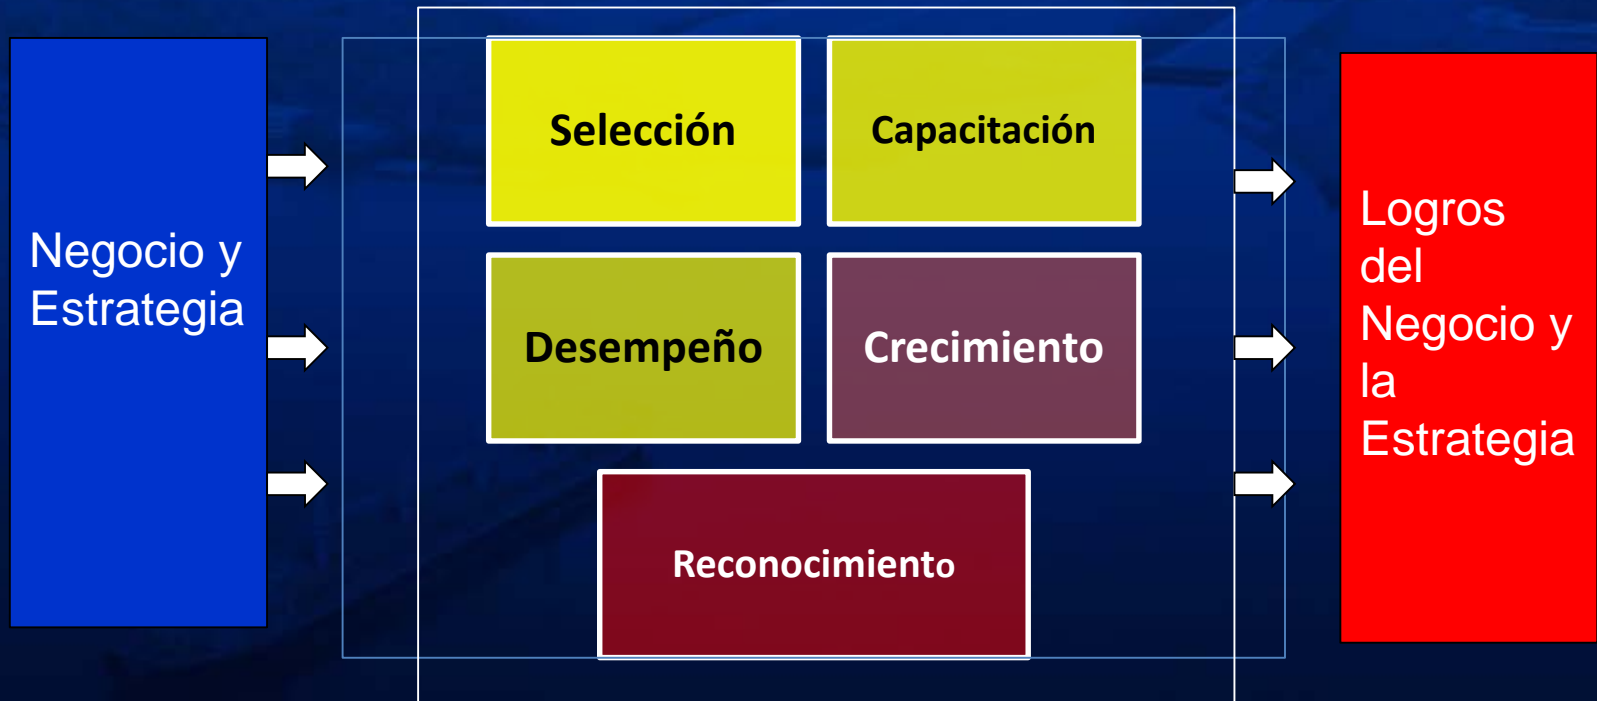 Negocio y
Estrategia
Selección
Capacitación
Desempeño
Crecimiento
Reconocimiento
Logros
del
Negocio y
la
Estrategia